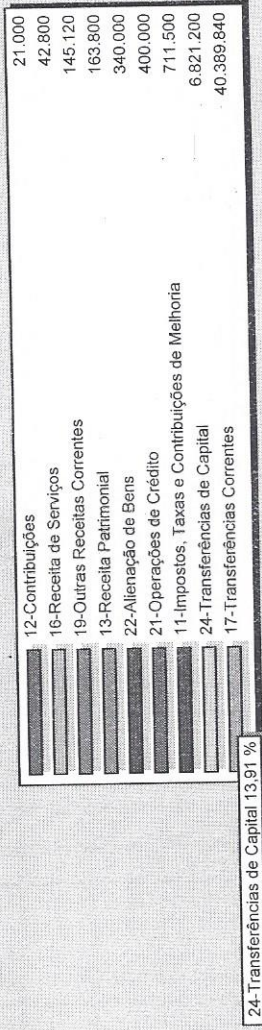 12-Contribuições 21.000
16-Receita de Serviços 42.800
19-Outras Receitas Correntes 145.120
13-Receita Patrimonial 163.800
22-Alienação de Bens 340.000
21-Operações de Crédito 400.000
11-Impostos, Taxas e Contribuições de Melhoria 711.500
24-Transferências de Capital 6.821.200
17-Transferências Correntes 40.389.840
24-Transferências de Capital 13,91 %